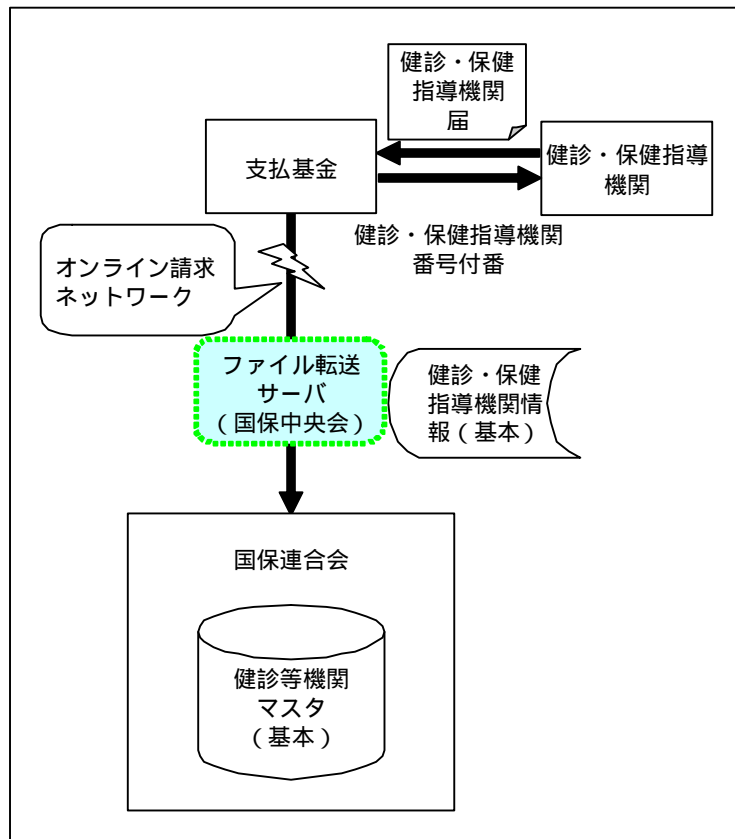 健診・保健
指導機関
届
支払基金
健診・保健指導
機関
健診・保健指導機関
番号付番
オンライン請求
ネットワーク
ファイル転送
サーバ
（国保中央会）
健診・保健
指導機関情
報（基本）
国保連合会
健診等機関
マスタ
（基本）